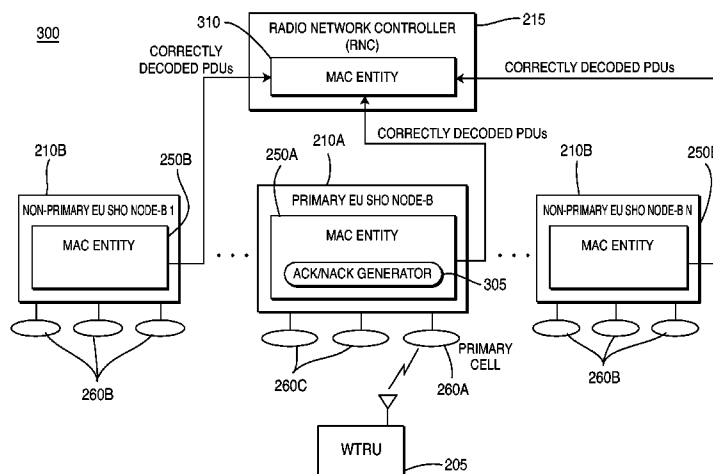 300
310
RADIO NETWORK CONTROLLER
(RNC)
215
MAC ENTITY
CORRECTLY
DECODED PDUs
CORRECTLY DECODED PDUs
CORRECTLY DECODED PDUs
210B
250B
250A
210A
210B
NON-PRIMARY EU SHO NODE-B 1
MAC ENTITY
PRIMARY EU SHO NODE-B
MAC ENTITY
ACK/NACK GENERATOR
305
NON-PRIMARY EU SHO NODE-B N
MAC ENTITY
. . .
. . .
260B
260C
PRIMARY
CELL
260A
260B
WTRU
205